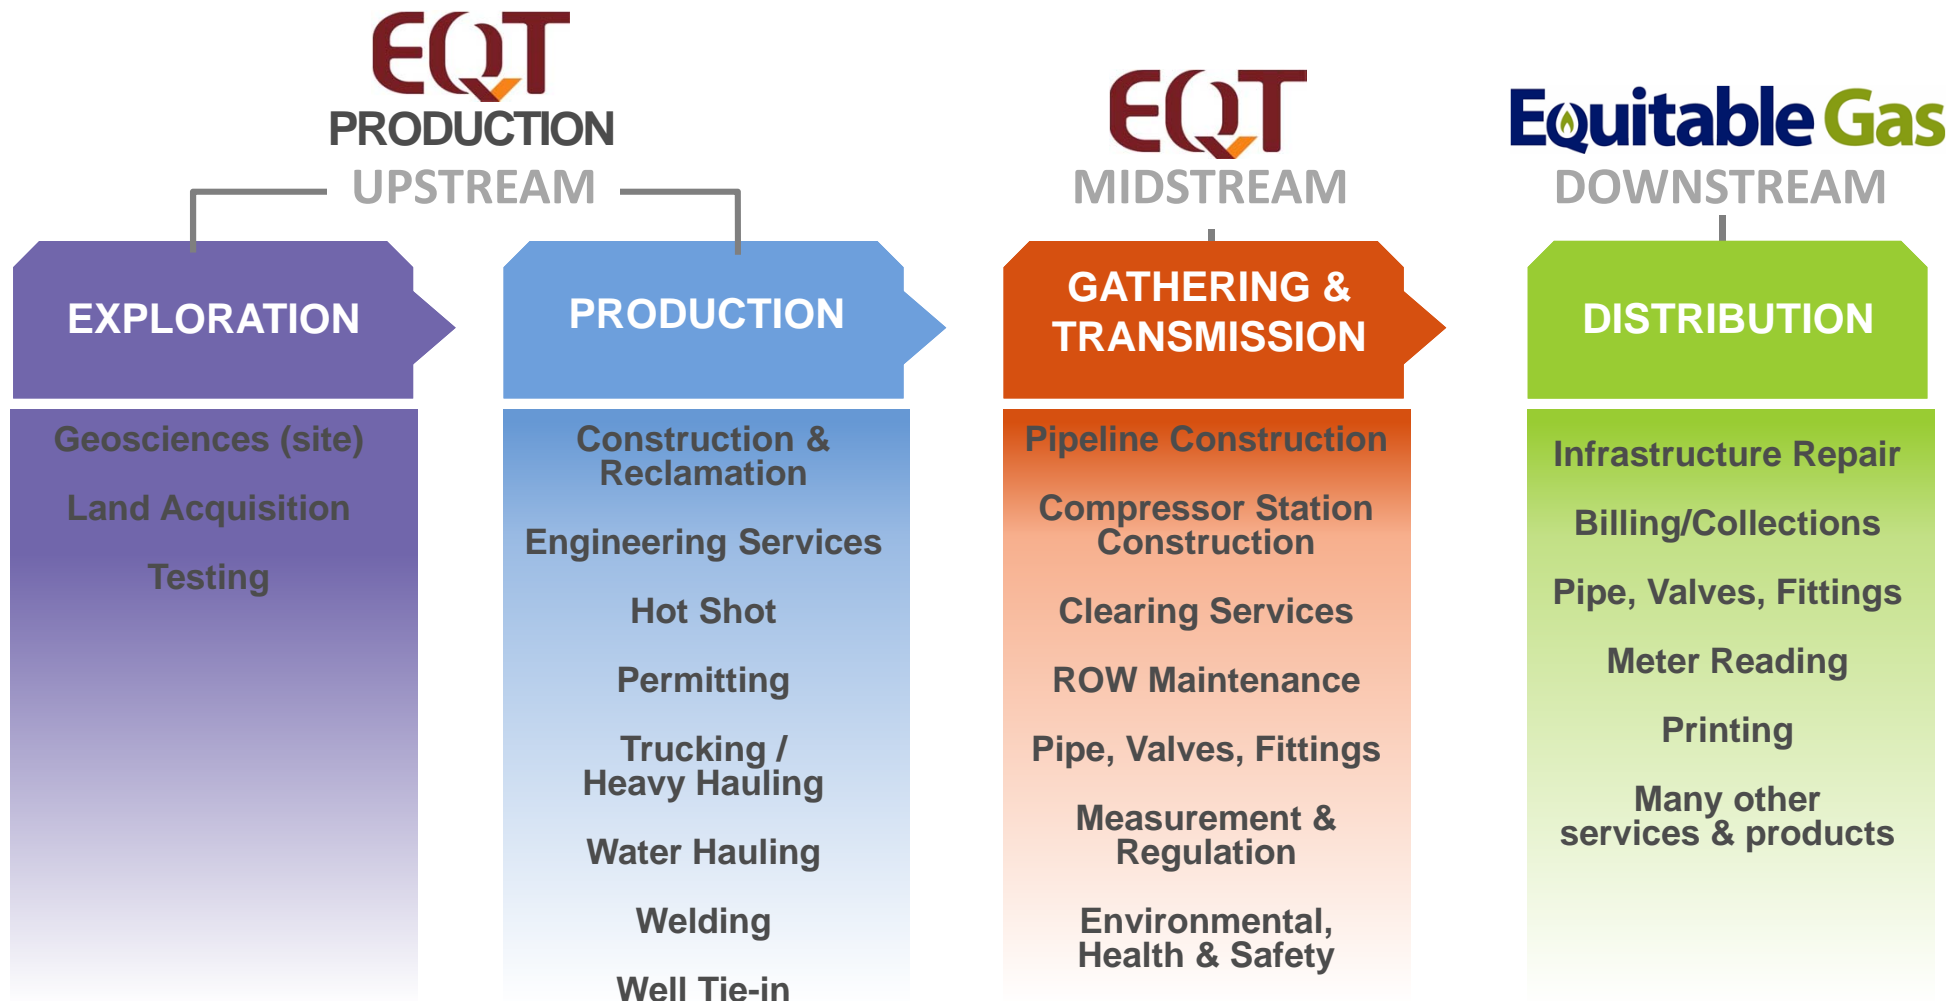 EQT
PRODUCTION
UPSTREAM
EQT
MIDSTREAM
Equitable Gas
DOWNSTREAM
EXPLORATION
Geosciences (site)
Land Acquisition
Testing
PRODUCTION
Construction &
Reclamation
Engineering Services
Hot Shot
Permitting
Trucking /
Heavy Hauling
Water Hauling
Welding
Well Tie-in
GATHERING &
TRANSMISSION
Pipeline Construction
Compressor Station
Construction
Clearing Services
ROW Maintenance
Pipe, Valves, Fittings
Measurement &
Regulation
Environmental,
Health & Safety
DISTRIBUTION
Infrastructure Repair
Billing/Collections
Pipe, Valves, Fittings
Meter Reading
Printing
Many other
services & products